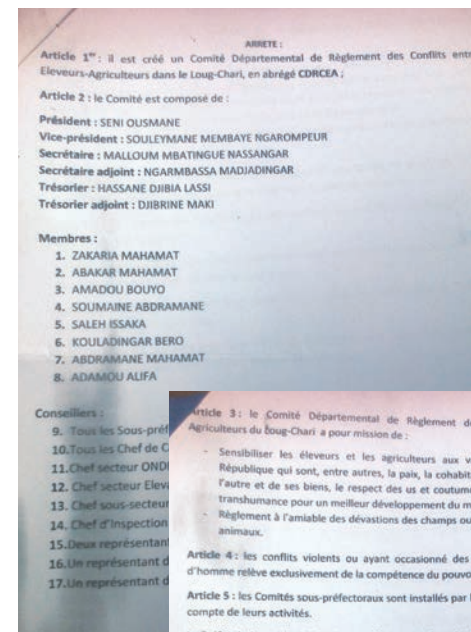 ARRETE :
Article 1er : il est créé un Comité Départemental de Règlement des Conflits entr
Eleveurs-Agriculteurs dans le Loug-Chari, en abrégé CDRCEA ;
Article 2 : le Comité est composé de :
Président : SENI OUSMANE
Vice-président : SOULEYMANE MEMBAYE NGAROMPEUR
Secrétaire : MALLOUM MBATINGUE NASSANGAR
Secrétaire adjoint : NGARMBASSA MADJADINGAR
Trésorier : HASSANE DJIBIA LASSI
Trésorier adjoint : DJIBRINE MAKI
Membres :
1. ZAKARIA MAHAMAT
2. ABAKAR MAHAMAT
3. AMADOU BOUYO
4. SOUMAINE ABDRAMANE
5. SALEH ISSAKA
6. KOULADINGAR BERO
7. ABDRAMANE MAHAMAT
8. ADAMOU ALIFA
Conseillers :
9. Tous les Sous-préf
10.Tous les Chef de C
11.Chef secteur ONDR
12. Chef secteur Eleva
13. Chef sous-secteur
14. Chef d'Inspection
15.Deux représentant
16.Un représentant d
17.Un représentant d
Article 3 : le Comité Départemental de Règlement de
Agriculteurs du Loug-Chari a pour mission de :
- Sensibiliser les éleveurs et les agriculteurs aux v
République qui sont, entre autres, la paix, la cohabit
l'autre et de ses biens, le respect des us et coutume
transhumance pour un meilleur développement du m
- Règlement à l'amiable des dévastions des champs ou
animaux.
Article 4 : les conflits violents ou ayant occasionné des
d'homme relève exclusivement de la compétence du pouvo
Article 5 : les Comités sous-préfectoraux sont installés par l
compte de leurs activités.